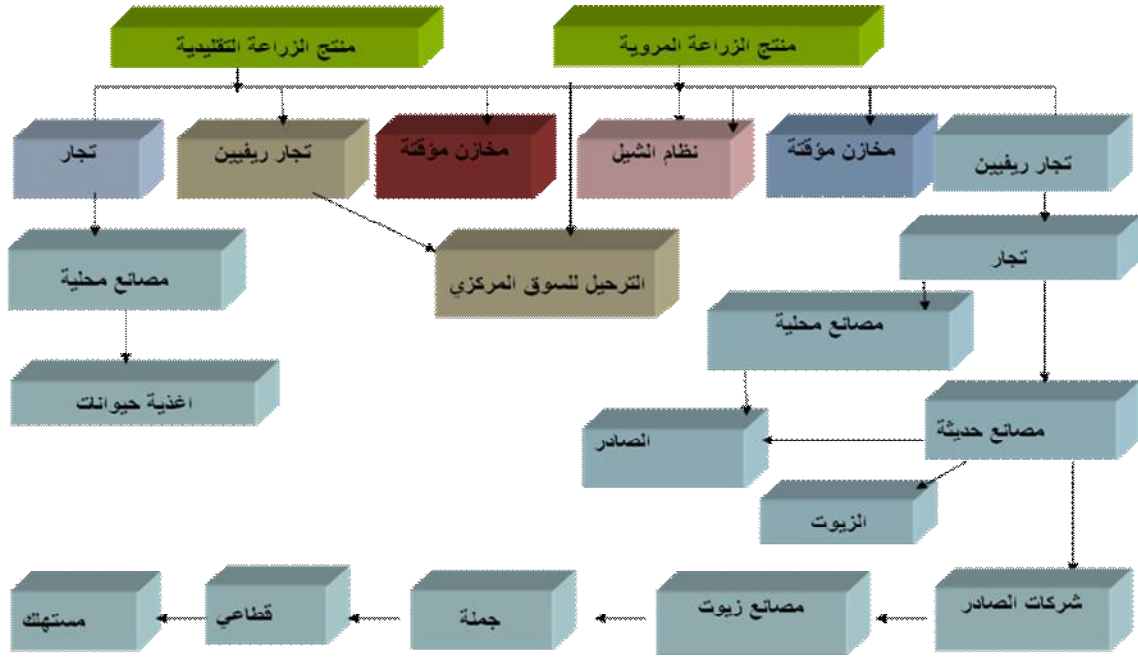 منتج الزراعة المروية
منتج الزراعة التقليدية
تجار ريفيين
مخازن مؤقتة
نظام الشيل
مخازن مؤقتة
تجار ريفيين
تجار
تجار
الترحيل للسوق المركزي
مصانع محلية
مصانع محلية
اغذية حيوانات
مصانع حديثة
الصادر
الزيوت
شركات الصادر
مصانع زيوت
جملة
قطاعي
مستهلك